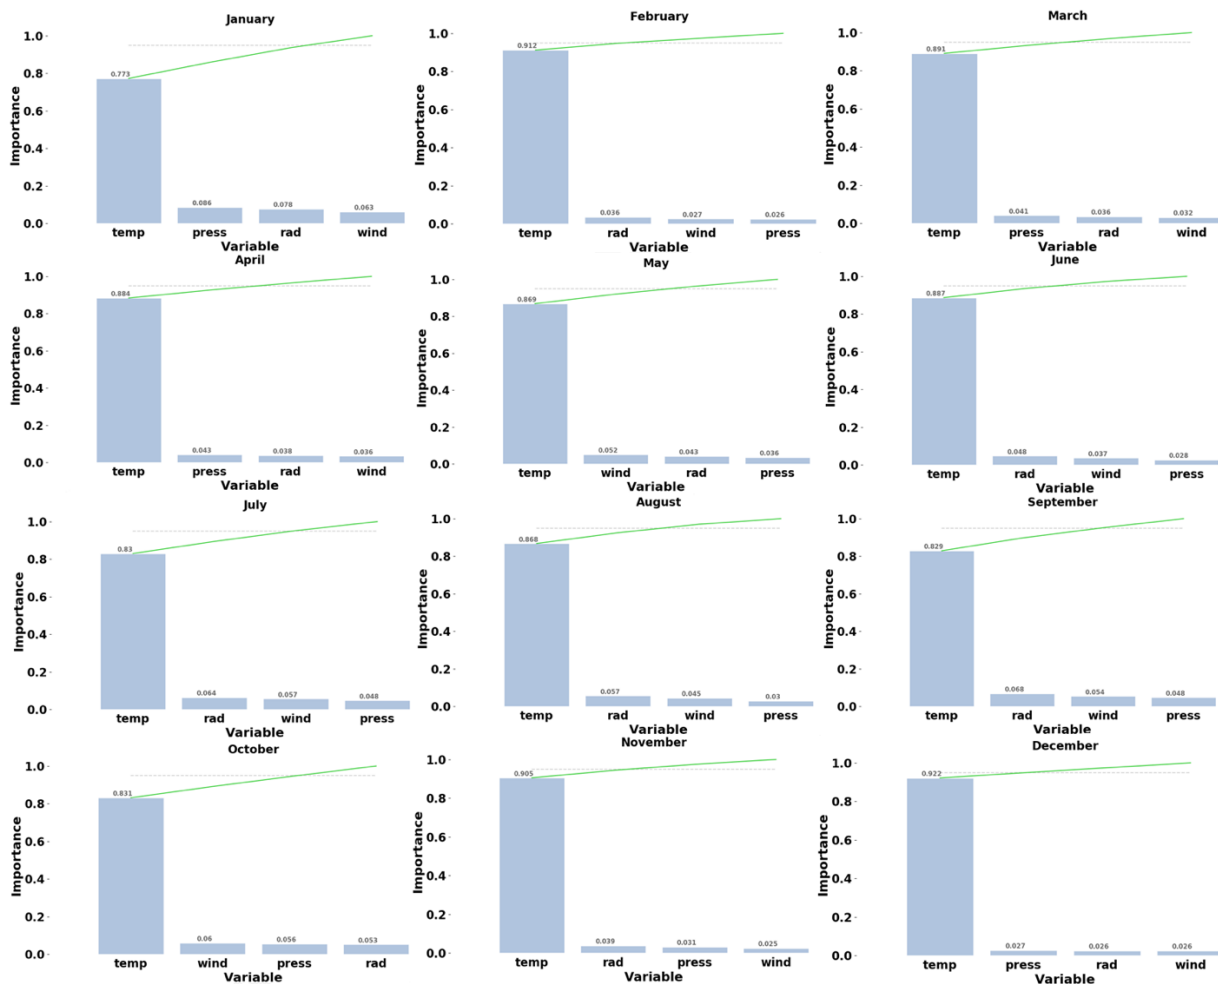 January
Importance
1.0
0.8
0.6
0.4
0.2
0.0
0.773
0.086
0.078
0.063
temp press rad wind
Variable
February
Importance
1.0
0.8
0.6
0.4
0.2
0.0
0.912
0.036
0.027
0.026
temp rad wind press
Variable
March
Importance
1.0
0.8
0.6
0.4
0.2
0.0
0.891
0.041
0.036
0.032
temp press rad wind
Variable
April
Importance
1.0
0.8
0.6
0.4
0.2
0.0
0.884
0.043
0.038
0.036
temp press rad wind
Variable
May
Importance
1.0
0.8
0.6
0.4
0.2
0.0
0.869
0.052
0.043
0.036
temp wind rad press
Variable
June
Importance
1.0
0.8
0.6
0.4
0.2
0.0
0.887
0.048
0.037
0.028
temp rad wind press
Variable
July
Importance
1.0
0.8
0.6
0.4
0.2
0.0
0.83
0.064
0.057
0.048
temp rad wind press
Variable
August
Importance
1.0
0.8
0.6
0.4
0.2
0.0
0.868
0.057
0.045
0.03
temp rad wind press
Variable
September
Importance
1.0
0.8
0.6
0.4
0.2
0.0
0.829
0.068
0.054
0.048
temp rad wind press
Variable
October
Importance
1.0
0.8
0.6
0.4
0.2
0.0
0.831
0.06
0.056
0.053
temp wind press rad
Variable
November
Importance
1.0
0.8
0.6
0.4
0.2
0.0
0.905
0.039
0.031
0.025
temp rad press wind
Variable
December
Importance
1.0
0.8
0.6
0.4
0.2
0.0
0.922
0.027
0.026
0.026
temp press rad wind
Variable